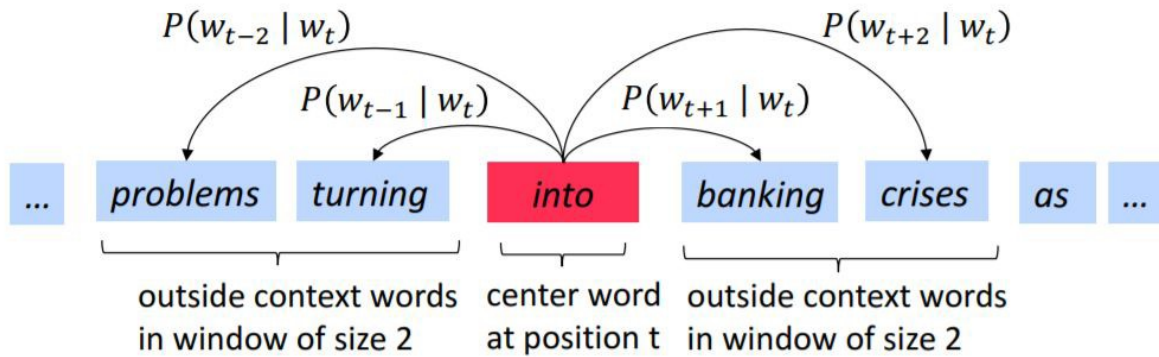 P(w_{t−2} | w_t) P(w_{t+2} | w_t)
P(w_{t−1} | w_t) P(w_{t+1} | w_t)
... problems turning into banking crises as ...
outside context words center word outside context words
in window of size 2 at position t in window of size 2